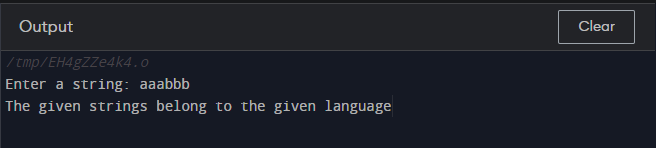 Output
Clear
/tmp/EH4gZZe4k4.o
Enter a string: aaabbb
The given strings belong to the given language